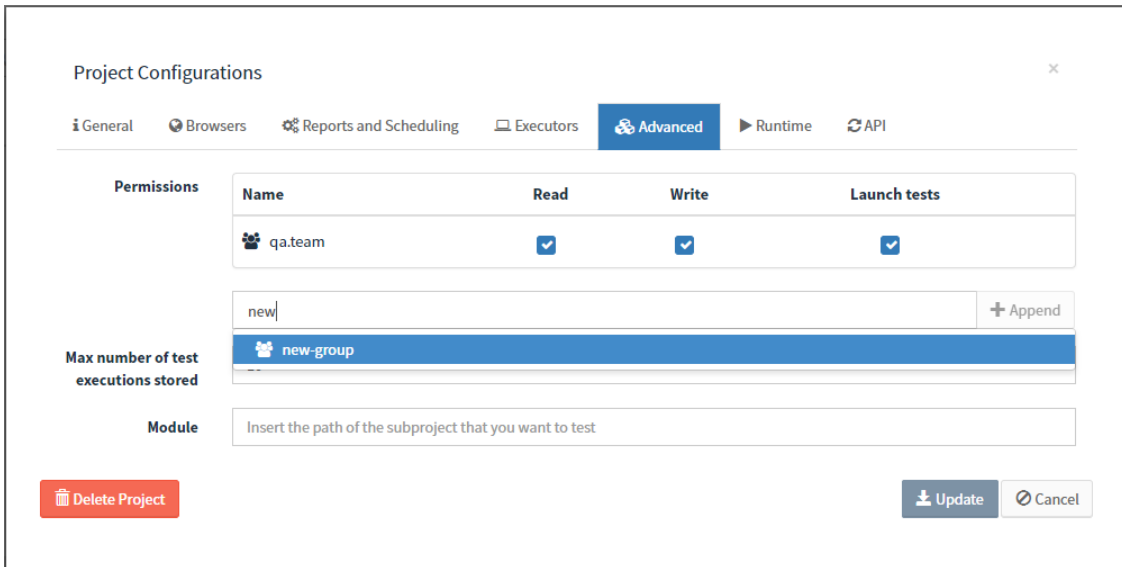 Project Configurations ×
General Browsers Reports and Scheduling Executors Advanced Runtime API
Permissions
Name Read Write Launch tests
qa.team
new Append
new-group
Max number of test
executions stored
Module Insert the path of the subproject that you want to test
Delete Project Update Cancel